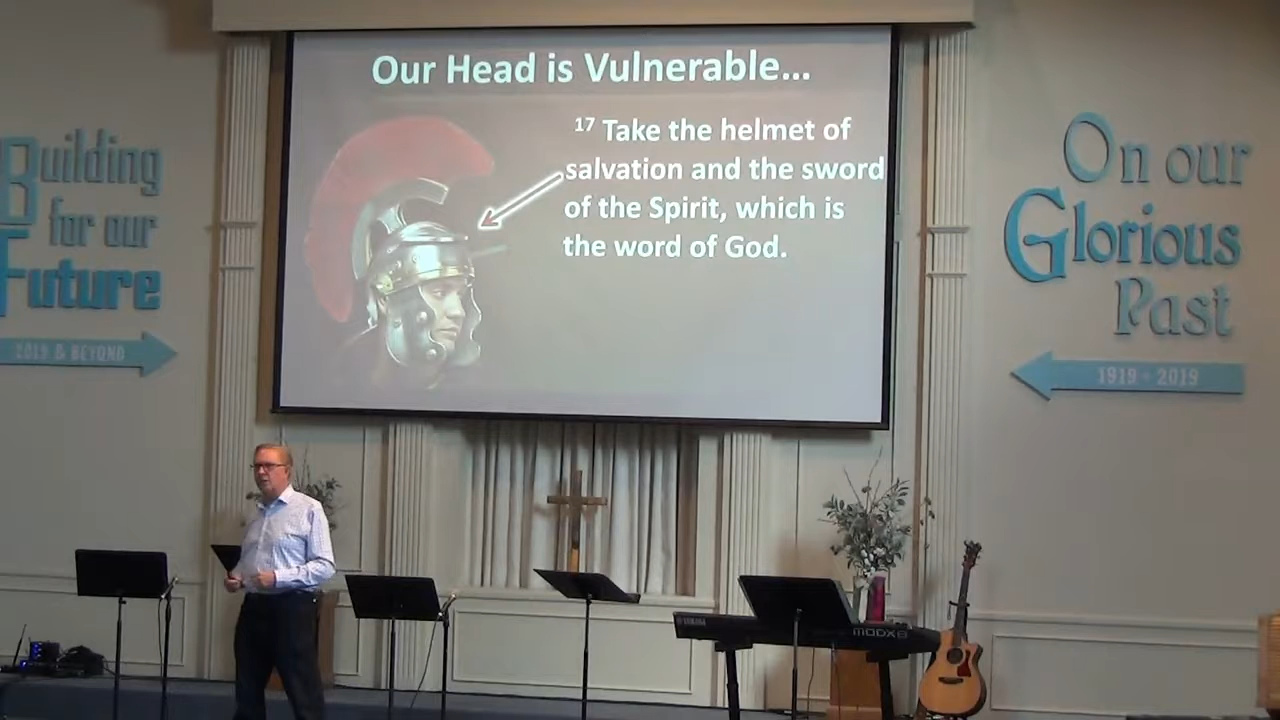 Our Head is Vulnerable...
17 Take the helmet of
salvation and the sword
of the Spirit, which is
the word of God.
Building
for our
Future
2019 & BEYOND
On our
Glorious
Past
1919 - 2019
YAMAHA
MODX8